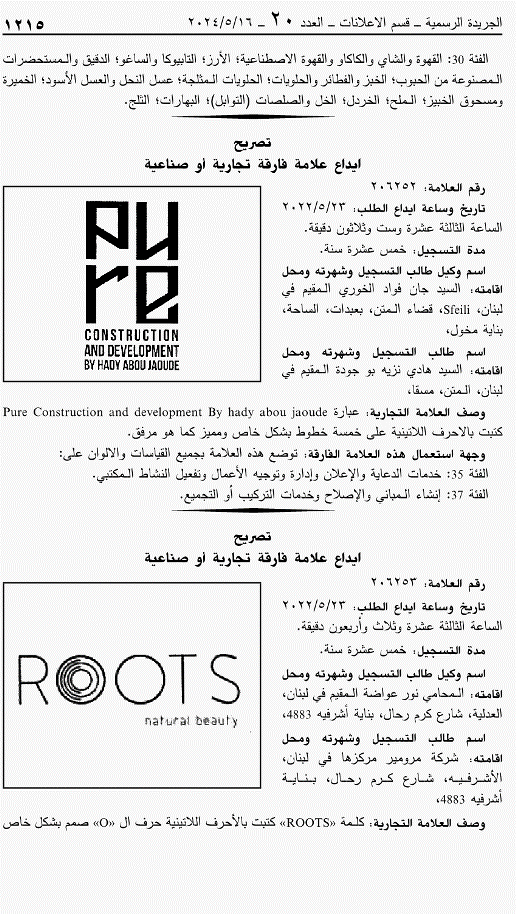 الجريدة الرسمية ــ قسم الاعلانات ــ العدد ٢٠ ــ ٢٠٢٤/٥/١٦
١٢١٥
الفئة 30: القهوة والشاي والكاكاو والقهوة الاصطناعية؛ الأرز؛ التابيوكا والساغو؛ الدقيق والمستحضرات
المصنوعة من الحبوب؛ الخبز والفطائر والحلويات؛ الحلويات المثلجة؛ عسل النحل والعسل الأسود؛ الخميرة
ومسحوق الخبيز؛ الملح؛ الخردل؛ الخل والصلصات (التوابل)؛ البهارات؛ الثلج.
تصريح
ايداع علامة فارقة تجارية أو صناعية
رقم العلامة: ٢٠٦٢٥٢
تاريخ وساعة ايداع الطلب: ٢٠٢٢/٥/٢٣
الساعة الثالثة عشرة وست وثلاثون دقيقة.
مدة التسجيل: خمس عشرة سنة.
اسم وكيل طالب التسجيل وشهرته ومحل
اقامته: السيد جان فواد الخوري المقيم في
لبنان، Sfeili، قضاء المتن، بعبدات، الساحة،
بناية مخول،
اسم طالب التسجيل وشهرته ومحل
اقامته: السيد هادي نزيه بو جودة المقيم في
لبنان، المتن، مسقا،
pu
re
CONSTRUCTION
AND DEVELOPMENT
BY HADY ABOU JAOUDE
وصف العلامة التجارية: عبارة Pure Construction and development By hady abou jaoude
كتبت بالاحرف اللاتينية على خمسة خطوط بشكل خاص ومميز كما هو مرفق.
وجهة استعمال هذه العلامة الفارقة: توضع هذه العلامة بجميع القياسات والالوان على:
الفئة 35: خدمات الدعاية والإعلان وإدارة وتوجيه الأعمال وتفعيل النشاط المكتبي.
الفئة 37: إنشاء المباني والإصلاح وخدمات التركيب أو التجميع.
تصريح
ايداع علامة فارقة تجارية أو صناعية
رقم العلامة: ٢٠٦٢٥٣
تاريخ وساعة ايداع الطلب: ٢٠٢٢/٥/٢٣
الساعة الثالثة عشرة وثلاث وأربعون دقيقة.
مدة التسجيل: خمس عشرة سنة.
اسم وكيل طالب التسجيل وشهرته ومحل
اقامته: المحامي نور عواضة المقيم في لبنان،
العدلية، شارع كرم رحال، بناية أشرفيه 4883،
اسم طالب التسجيل وشهرته ومحل
اقامته: شركة مرومير مركزها في لبنان،
الأشرفيه، شارع كرم رحال، بناية
أشرفيه 4883،
ROOTS
natural beauty
وصف العلامة التجارية: كلمة «ROOTS» كتبت بالأحرف اللاتينية حرف ال «O» صمم بشكل خاص